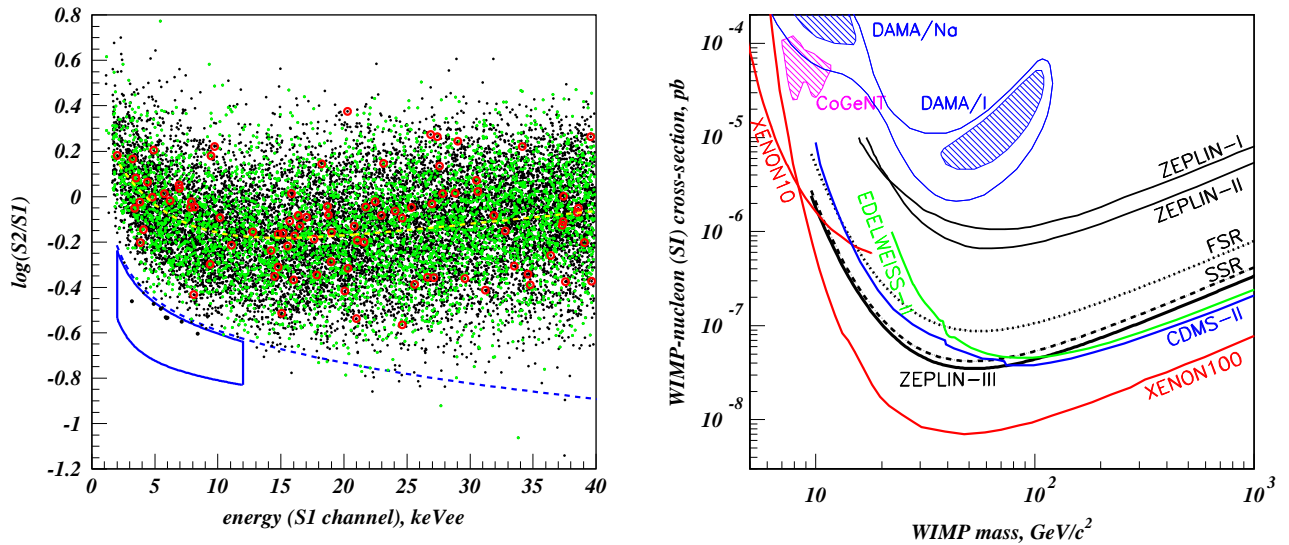 0.8
0.6
0.4
0.2
0
-0.2
-0.4
-0.6
-0.8
-1
-1.2
log(S2/S1)
0 5 10 15 20 25 30 35 40
energy (S1 channel), keVee
10 -4
10 -5
10 -6
10 -7
10 -8
WIMP-nucleon (SI) cross-section, pb
DAMA/Na
CoGeNT
DAMA/I
XENON10
ZEPLIN-I
ZEPLIN-II
EDELWEISS-II
FSR
SSR
CDMS-II
ZEPLIN-III
XENON100
10 10 2 10 3
WIMP mass, GeV/c2